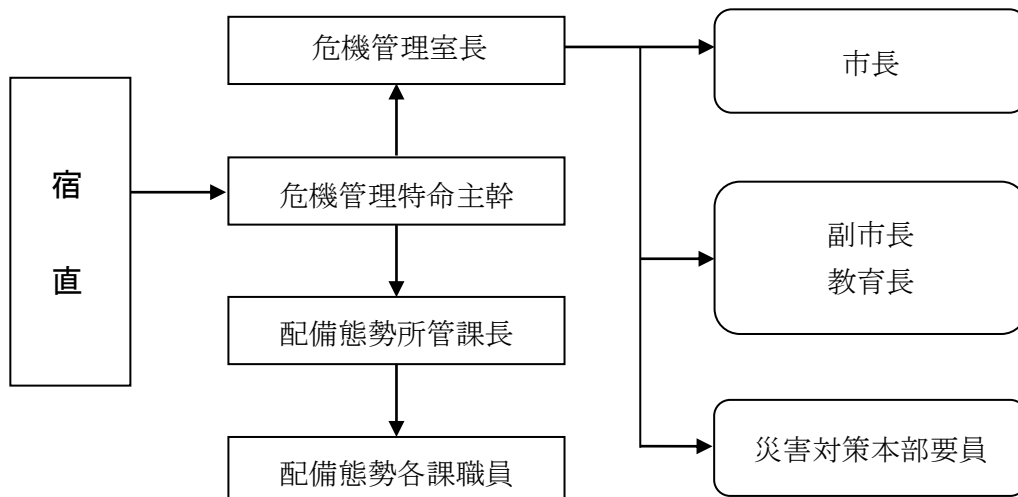 宿
直
危機管理室長
危機管理特命主幹
配備態勢所管課長
配備態勢各課職員
市長
副市長
教育長
災害対策本部要員